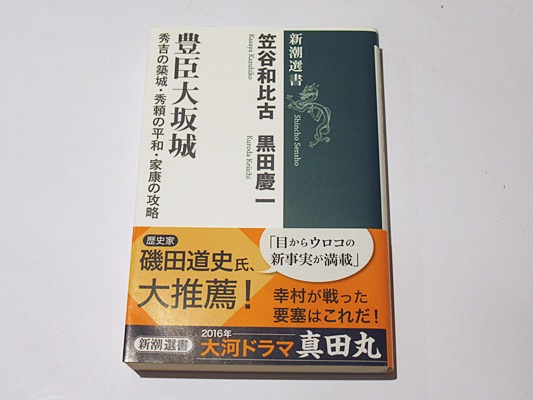 新潮選書
Shincho Sensho
笠谷和比古
Kasaya Kazuhiko
黒田慶一
Kuroda Keiichi
豊臣大坂城
秀吉の築城・秀頼の平和・家康の攻略
「目からウロコの
新事実が満載」
歴史家
磯田道史氏、
大推薦！
幸村が戦った
要塞はこれだ！
新潮選書
2016年
大河ドラマ 真田丸